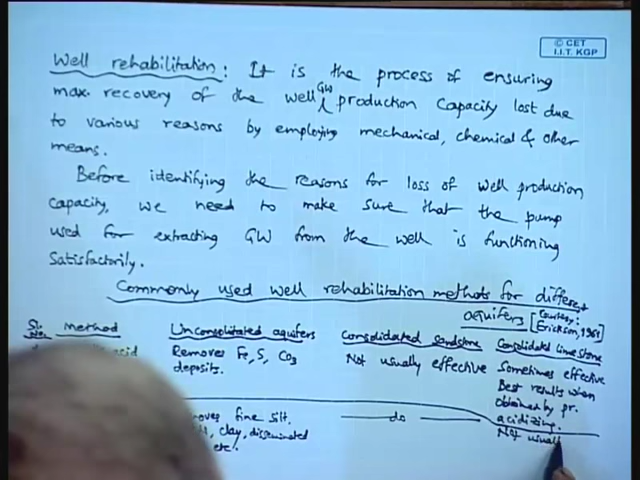 © CET
I.I.T. KGP
Well rehabilitation: It is the process of ensuring
max. recovery of the well GW production capacity lost due
to various reasons by employing mechanical, chemical & other
means.
Before identifying the reasons for loss of well production
capacity, we need to make sure that the pump
used for extracting GW from the well is functioning
satisfactorily.
Commonly used well rehabilitation methods for different
aquifers [Courtesy:
Erickson, 1961]
Sl. No. Method Unconsolidated aquifers Consolidated sandstone Consolidated limestone
acid Removes Fe, S, CO3 Not usually effective Sometimes effective
deposits. Best results when
obtained by pr.
acidizing.
fine silt. do Not usuall
clay, disseminated
etc.